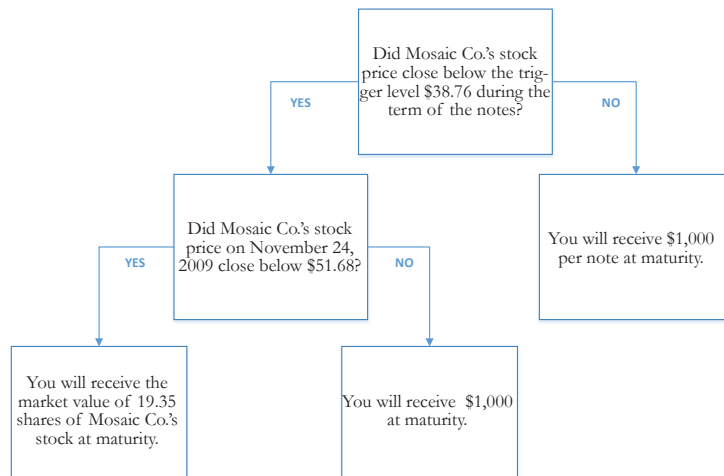 Did Mosaic Co.'s stock
price close below the trig-
ger level $38.76 during the
term of the notes?
YES
NO
Did Mosaic Co.'s stock
price on November 24,
2009 close below $51.68?
You will receive $1,000
per note at maturity.
YES
NO
You will receive the
market value of 19.35
shares of Mosaic Co.'s
stock at maturity.
You will receive $1,000
at maturity.